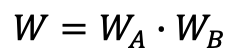 W = W_A · W_B